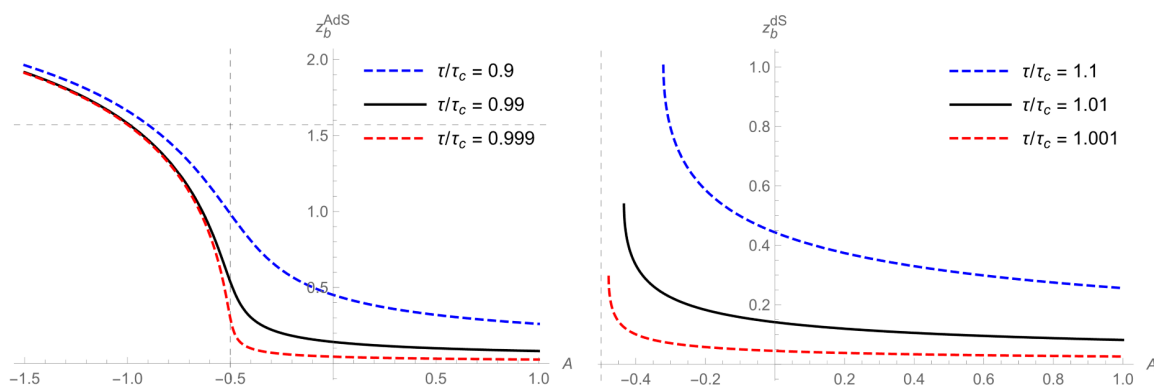 z_b^AdS
2.0
τ/τ_c = 0.9
τ/τ_c = 0.99
τ/τ_c = 0.999
1.5
1.0
0.5
−1.5 −1.0 −0.5 0.5 1.0 A
z_b^dS
1.0
τ/τ_c = 1.1
τ/τ_c = 1.01
τ/τ_c = 1.001
0.8
0.6
0.4
0.2
−0.4 −0.2 0.2 0.4 0.6 0.8 1.0 A